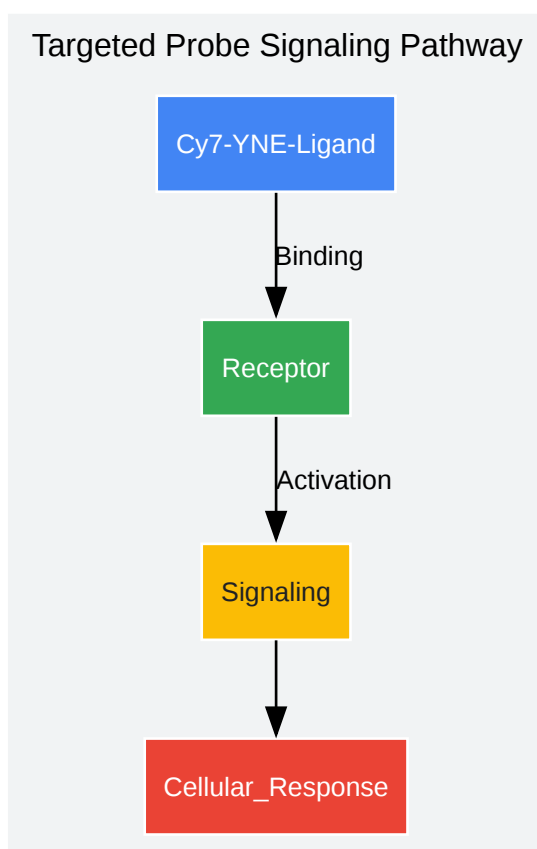 Targeted Probe Signaling Pathway
Cy7-YNE-Ligand
Binding
Receptor
Activation
Signaling
Cellular_Response